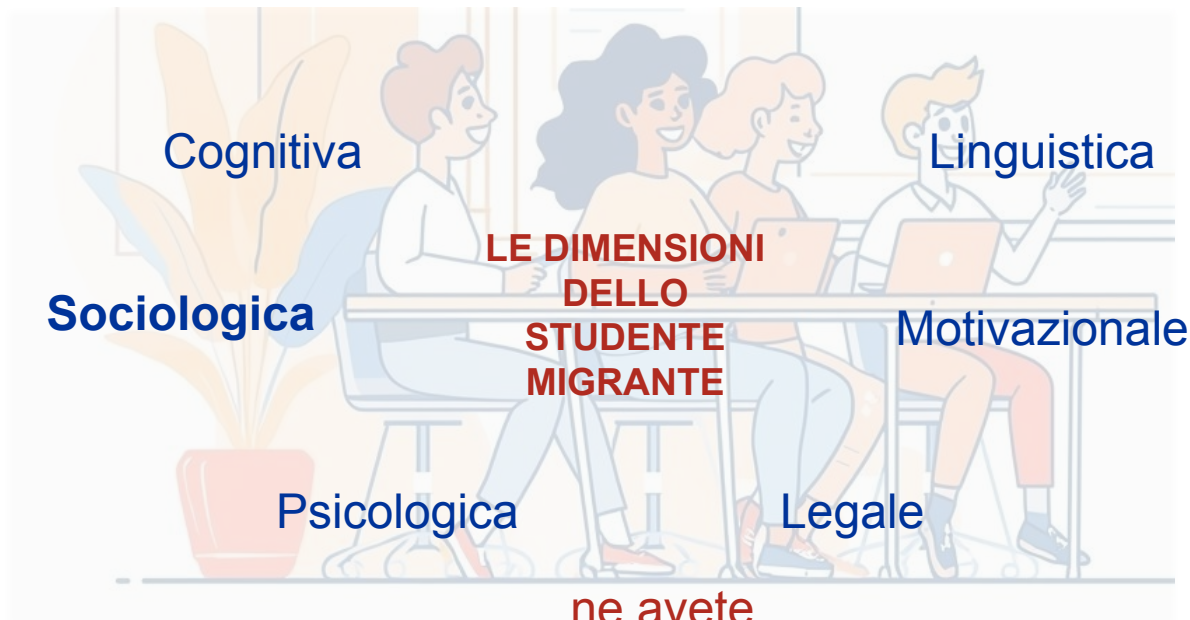 Cognitiva
Linguistica
LE DIMENSIONI
DELLO
STUDENTE
MIGRANTE
Sociologica
Motivazionale
Psicologica
Legale
ne avete